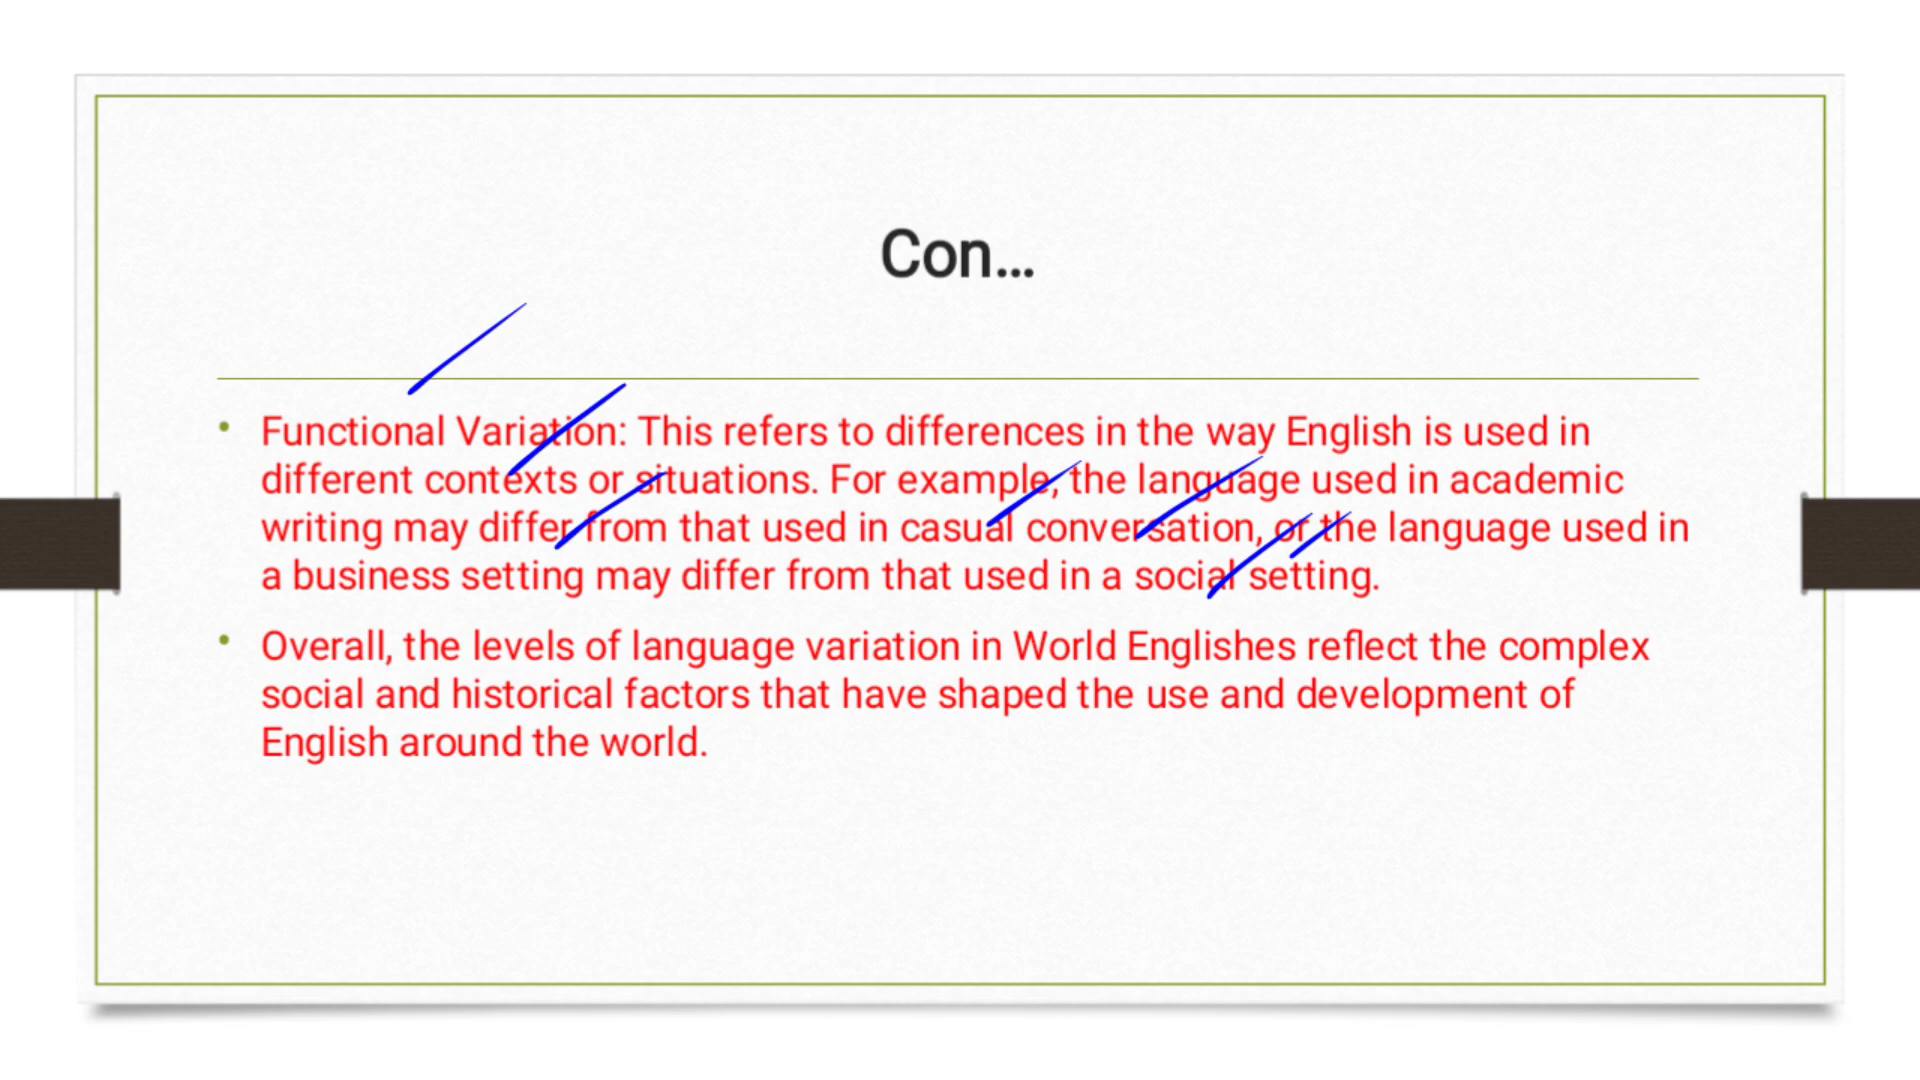 Con...
• Functional Variation: This refers to differences in the way English is used in
different contexts or situations. For example, the language used in academic
writing may differ from that used in casual conversation, or the language used in
a business setting may differ from that used in a social setting.
• Overall, the levels of language variation in World Englishes reflect the complex
social and historical factors that have shaped the use and development of
English around the world.